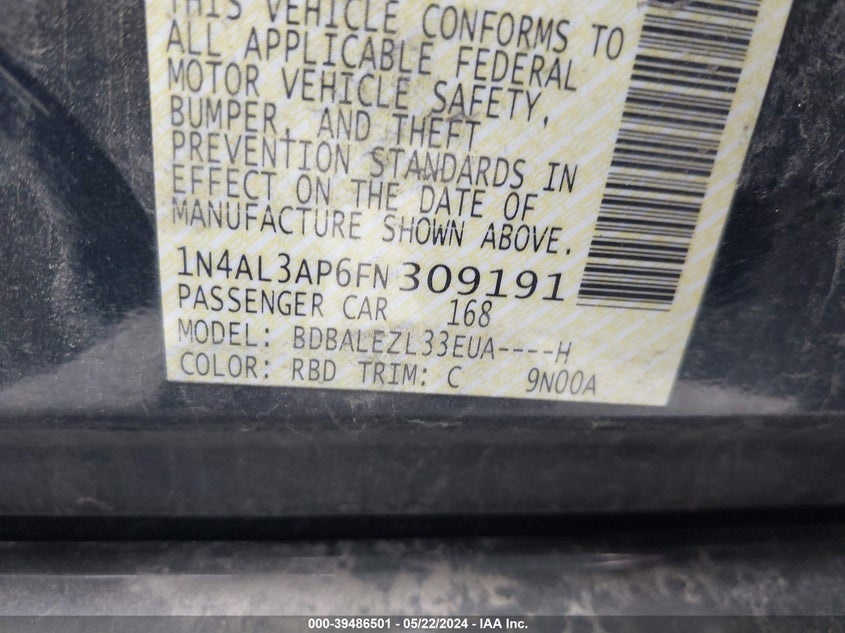 THIS VEHICLE CONFORMS TO
ALL APPLICABLE FEDERAL
MOTOR VEHICLE SAFETY,
BUMPER, AND THEFT
PREVENTION STANDARDS IN
EFFECT ON THE DATE OF
MANUFACTURE SHOWN ABOVE.
1N4AL3AP6FN 309191
PASSENGER CAR 168
MODEL: BDBALEZL33EUA----H
COLOR: RBD TRIM: C 9N00A
000-39486501 - 05/22/2024 - IAA Inc.